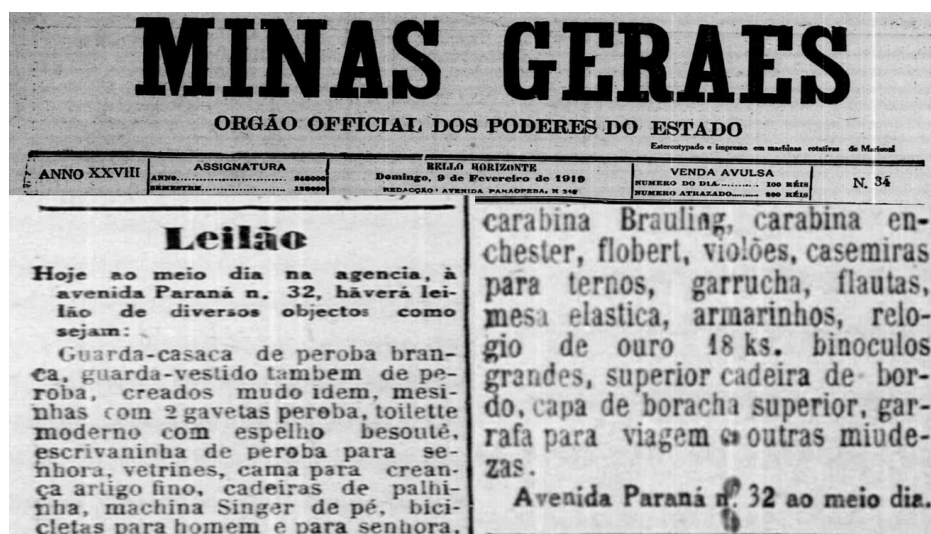 MINAS GERAES
ORGÃO OFFICIAL DOS PODERES DO ESTADO
Estereotypado e impresso em machinas rotativas de Marinoni
ANNO XXVIII
ASSIGNATURA
ANNO
SEMESTRE
BELLO HORIZONTE
Domingo, 9 de Fevereiro de 1919
REDACÇÃO: AVENIDA PARAOPEBA, N
VENDA AVULSA
NUMERO DO DIA 100 RÉIS
NUMERO ATRAZADO 200 RÉIS
N. 34
Leilão
Hoje ao meio dia na agencia, à
avenida Paraná n. 32, haverá lei-
lão de diversos objectos como
sejam:
Guarda-casaca de peroba bran-
ca, guarda-vestido tambem de pe-
roba, creados mudo idem, mesi-
nhas com 2 gavetas peroba, toilette
moderno com espelho besouté,
escrivaninha de peroba para se-
nhora, vetrines, cama para crean-
ça artigo fino, cadeiras de palhi-
nha, machina Singer de pé, bici-
cletas para homem e para senhora,
carabina Brauling, carabina en-
chester, flobert, violões, casemiras
para ternos, garrucha, flautas,
mesa elastica, armarinhos, relo-
gio de ouro 18 ks. binoculos
grandes, superior cadeira de bor-
do, capa de boracha superior, gar-
rafa para viagem e outras miude-
zas.
Avenida Paraná n. 32 ao meio dia.